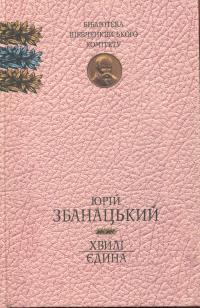 БІБЛІОТЕКА
ШЕВЧЕНКІВСЬКОГО
КОМІТЕТУ
ЮРІЙ
ЗБАНАЦЬКИЙ
ХВИЛІ
ЄДИНА